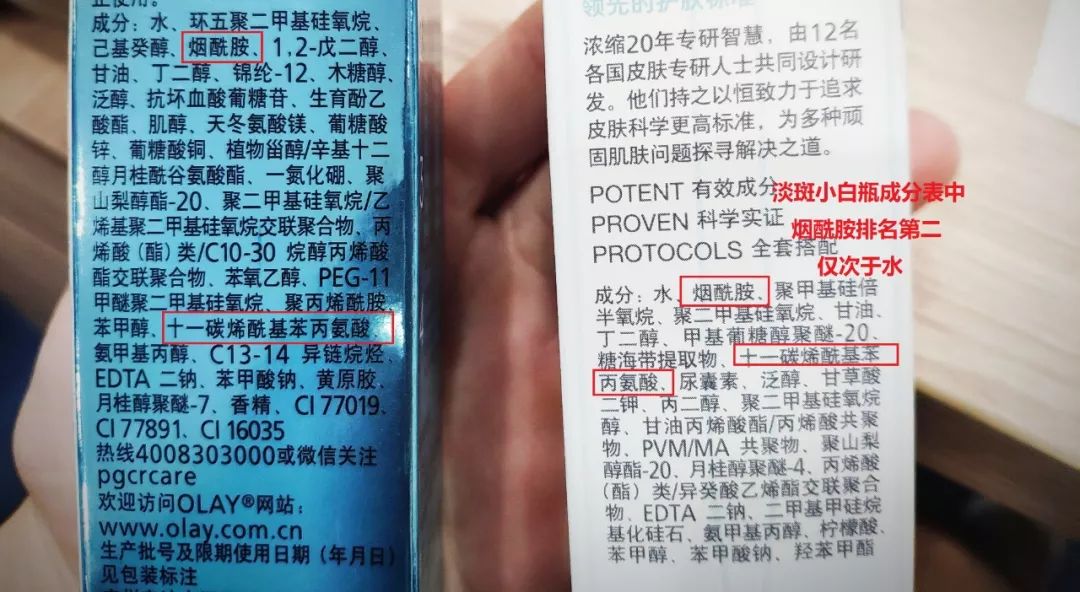 正使用。
成分：水、环五聚二甲基硅氧烷、
己基癸醇、烟酰胺、1,2-戊二醇、
甘油、丁二醇、锦纶-12、木糖醇、
泛醇、抗坏血酸葡糖苷、生育酚乙
酸酯、肌醇、天冬氨酸镁、葡糖酸
锌、葡糖酸铜、植物甾醇/辛基十二
醇月桂酰谷氨酸酯、一氮化硼、聚
山梨醇酯-20、聚二甲基硅氧烷/乙
烯基聚二甲基硅氧烷交联聚合物、丙
烯酸（酯）类/C10-30 烷醇丙烯酸
酯交联聚合物、苯氧乙醇、PEG-11
甲醚聚二甲基硅氧烷、聚丙烯酰胺、
苯甲醇、十一碳烯酰基苯丙氨酸、
氨甲基丙醇、C13-14 异链烷烃、
EDTA 二钠、苯甲酸钠、黄原胶、
月桂醇聚醚-7、香精、CI 77019、
CI 77891、CI 16035
热线4008303000或微信关注
pgcrcare
欢迎访问OLAY®网站：
www.olay.com.cn
生产批号及限期使用日期（年月日）
见包装标注
领先的护肤标准
浓缩20年专研智慧，由12名
各国皮肤专研人士共同设计研
发。他们持之以恒致力于追求
皮肤科学更高标准，为多种顽
固肌肤问题探寻解决之道。
POTENT 有效成分
PROVEN 科学实证
PROTOCOLS 全套搭配
淡斑小白瓶成分表中
烟酰胺排名第二
仅次于水
成分：水、烟酰胺、聚甲基硅倍
半氧烷、聚二甲基硅氧烷、甘油、
丁二醇、甲基葡糖醇聚醚-20、
糖海带提取物、十一碳烯酰基苯
丙氨酸、尿囊素、泛醇、甘草酸
二钾、丙二醇、聚二甲基硅氧烷
醇、甘油丙烯酸酯/丙烯酸共聚
物、PVM/MA 共聚物、聚山梨
醇酯-20、月桂醇聚醚-4、丙烯酸
（酯）类/异癸酸乙烯酯交联聚合
物、EDTA 二钠、二甲基甲硅烷
基化硅石、氨甲基丙醇、柠檬酸、
苯甲醇、苯甲酸钠、羟苯甲酯